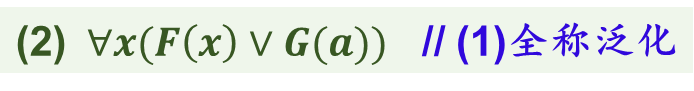 (2) ∀x(F(x) ∨ G(a)) // (1)全称泛化